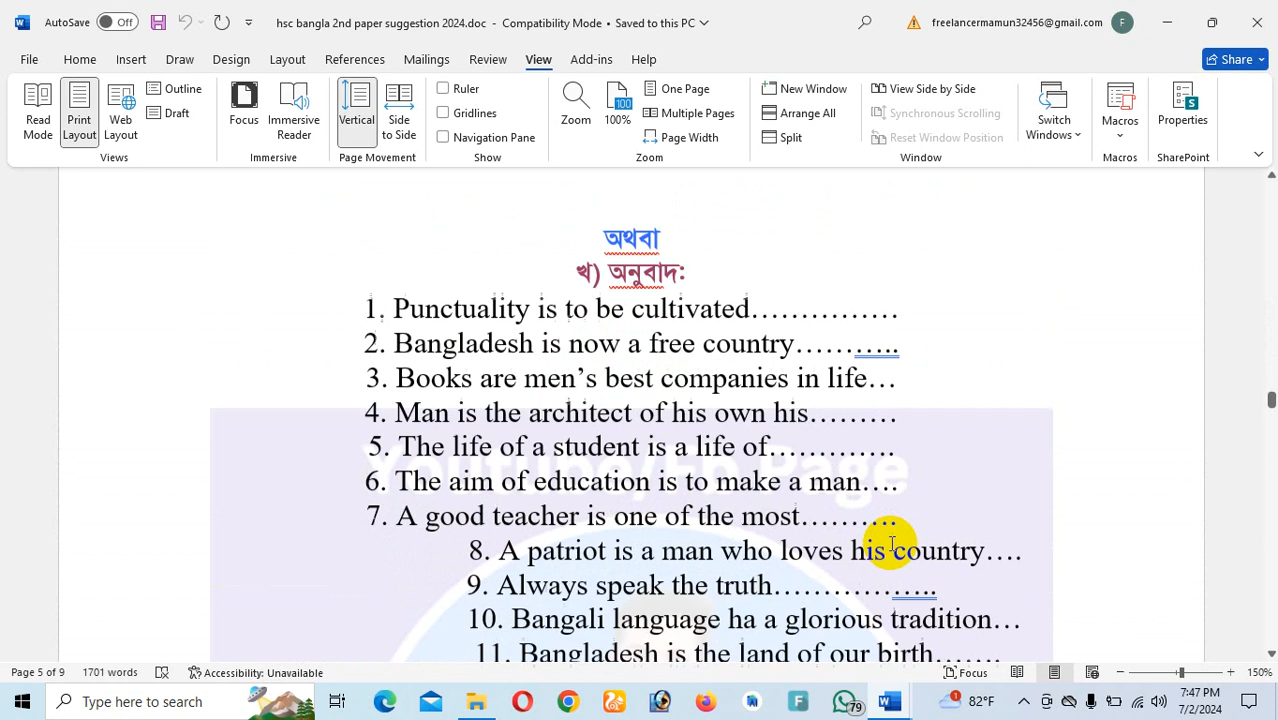 AutoSave Off hsc bangla 2nd paper suggestion 2024.doc - Compatibility Mode • Saved to this PC freelancermamun32456@gmail.com F
File Home Insert Draw Design Layout References Mailings Review View Add-ins Help Share
Read Mode Print Layout Web Layout Outline Draft
Views
Focus Immersive Reader
Immersive
Vertical Side to Side
Page Movement
Ruler Gridlines Navigation Pane
Show
Zoom 100% One Page Multiple Pages Page Width
Zoom
New Window Arrange All Split View Side by Side Synchronous Scrolling Reset Window Position Switch Windows
Window
Macros
Macros
Properties
SharePoint
অথবা
খ) অনুবাদ:
1. Punctuality is to be cultivated……………
2. Bangladesh is now a free country………..
3. Books are men’s best companies in life…
4. Man is the architect of his own his………
5. The life of a student is a life of………….
6. The aim of education is to make a man….
7. A good teacher is one of the most……….
8. A patriot is a man who loves his country….
9. Always speak the truth……………..
10. Bangali language ha a glorious tradition…
11. Bangladesh is the land of our birth…….
Youtube/Fb Page
Page 5 of 9 1701 words Accessibility: Unavailable Focus 150%
Type here to search 79 82°F 7:47 PM
7/2/2024